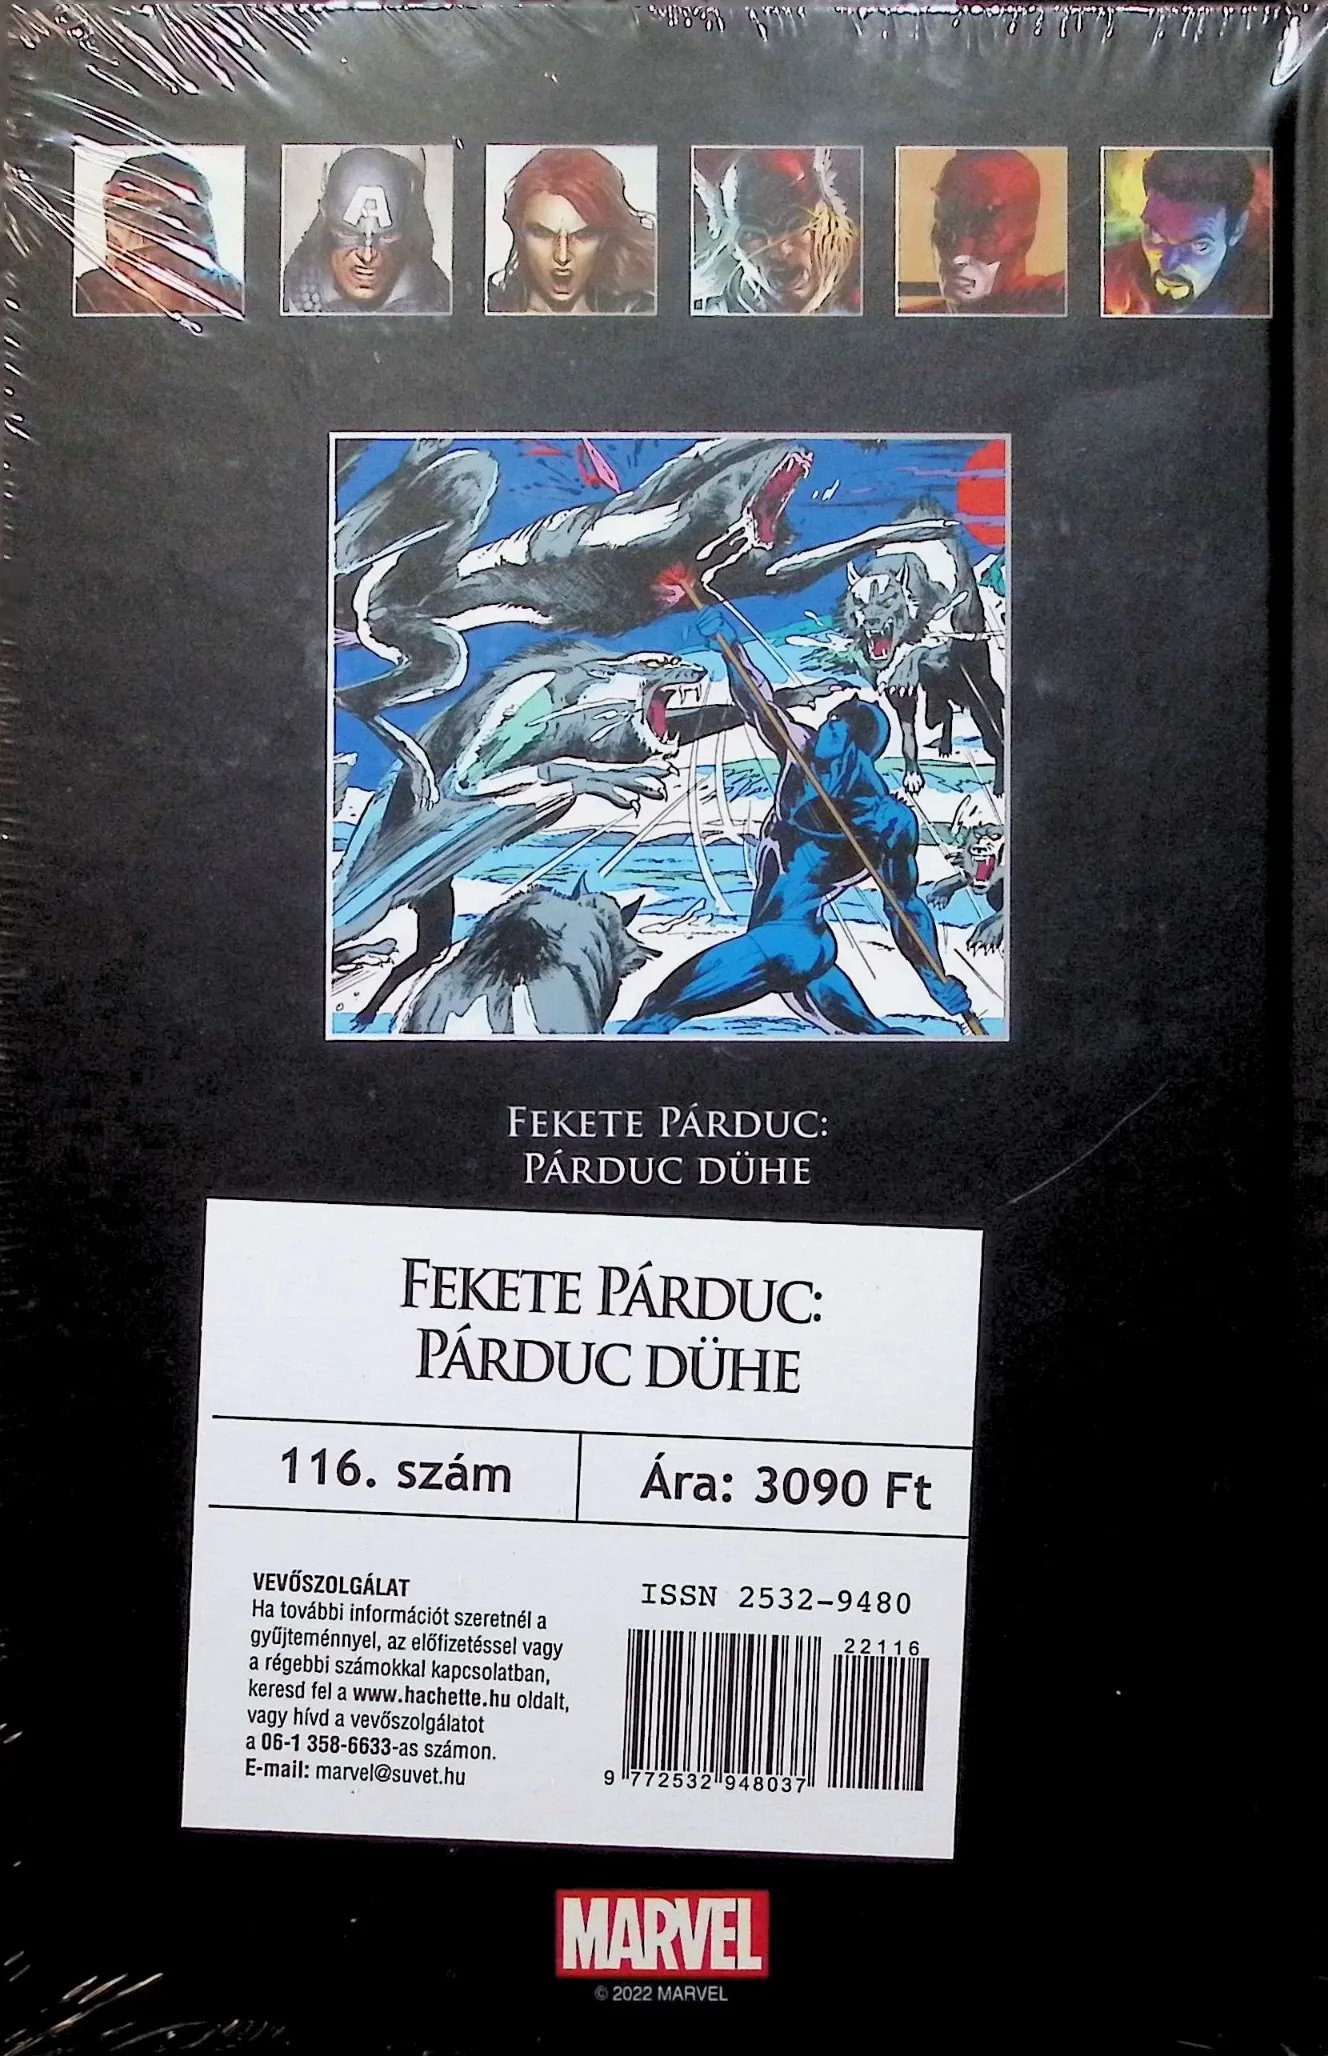 FEKETE PÁRDUC:
PÁRDUC DÜHE
FEKETE PÁRDUC:
PÁRDUC DÜHE
116. szám
Ára: 3090 Ft
VEVŐSZOLGÁLAT
Ha további információt szeretnél a
gyűjteménnyel, az előfizetéssel vagy
a régebbi számokkal kapcsolatban,
keresd fel a www.hachette.hu oldalt,
vagy hívd a vevőszolgálatot
a 06-1 358-6633-as számon.
E-mail: marvel@suvet.hu
ISSN 2532-9480
22116
9 772532 948037
MARVEL
© 2022 MARVEL